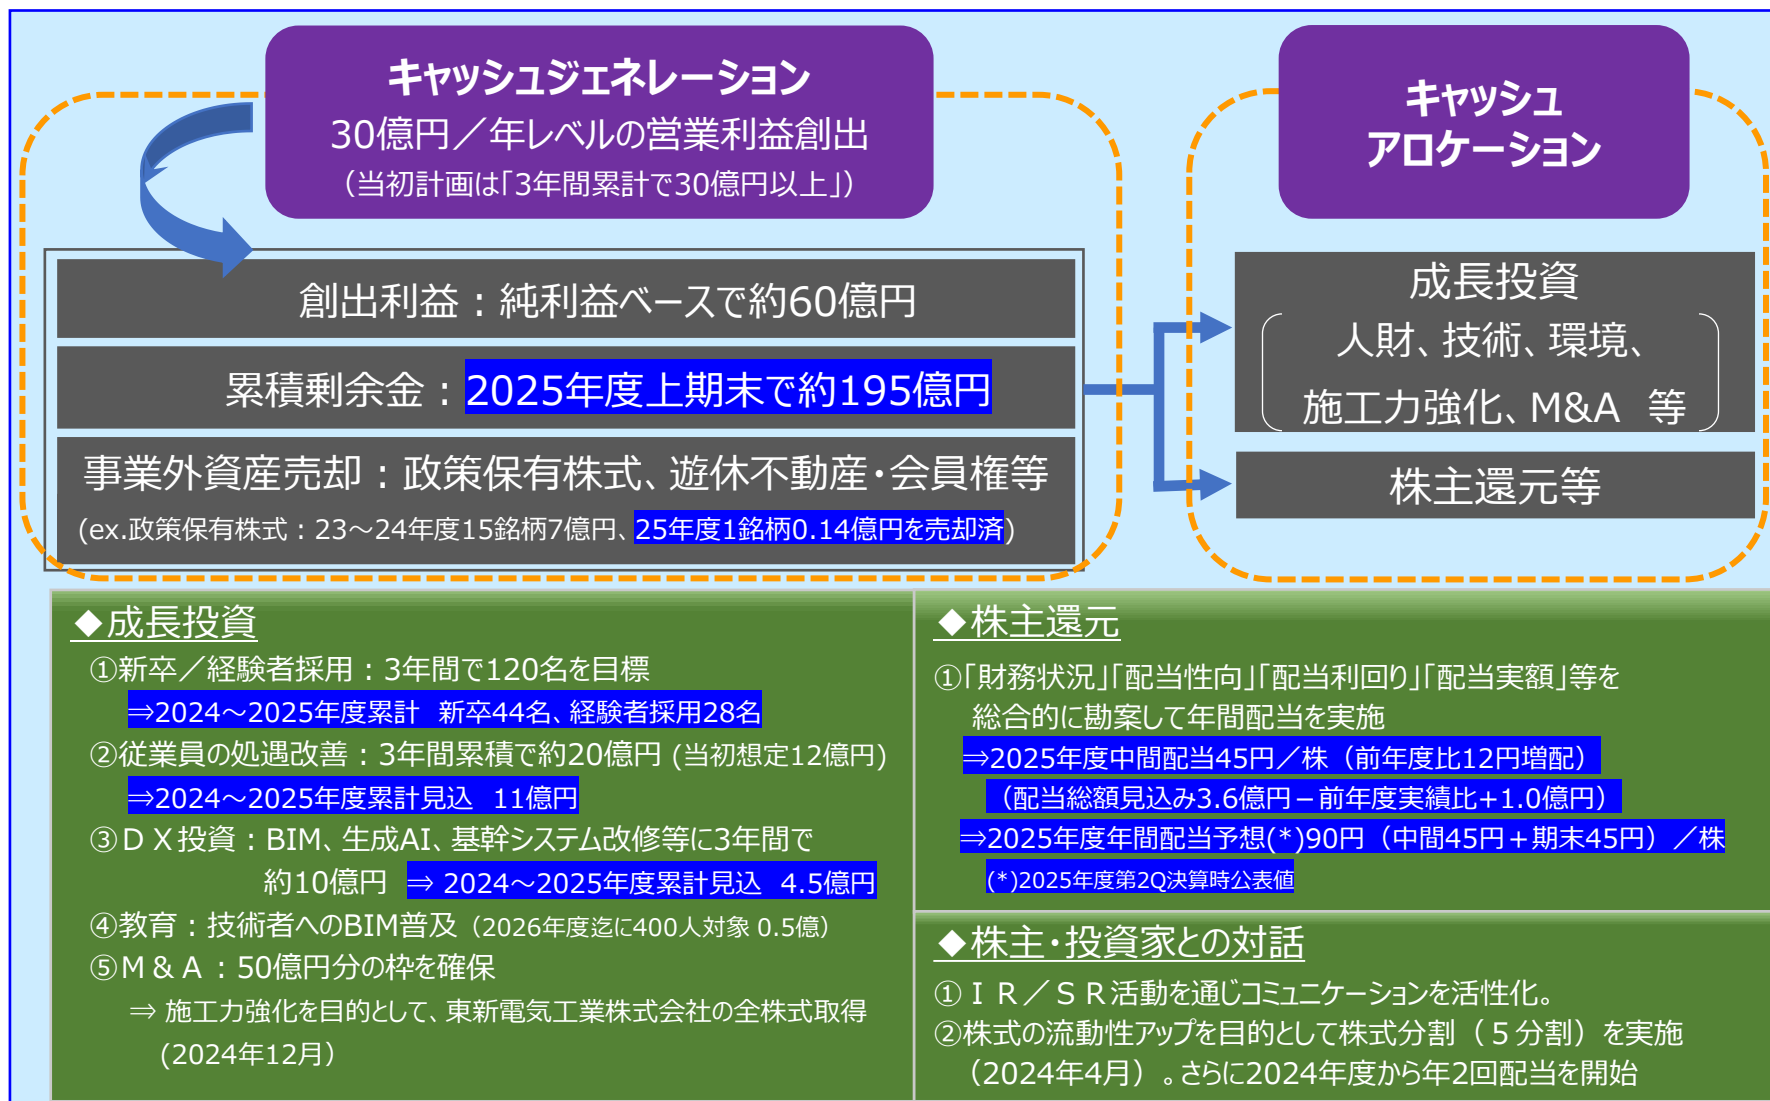 キャッシュジェネレーション
30億円／年レベルの営業利益創出
（当初計画は「3年間累計で30億円以上」）
キャッシュ
アロケーション
創出利益：純利益ベースで約60億円
累積剰余金：2025年度上期末で約195億円
事業外資産売却：政策保有株式、遊休不動産・会員権等
(ex.政策保有株式：23～24年度15銘柄7億円、25年度1銘柄0.14億円を売却済)
成長投資
人財、技術、環境、
施工力強化、M&A 等
株主還元等
◆成長投資
①新卒／経験者採用：3年間で120名を目標
⇒2024～2025年度累計 新卒44名、経験者採用28名
②従業員の処遇改善：3年間累積で約20億円 (当初想定12億円)
⇒2024～2025年度累計見込 11億円
③ＤＸ投資：BIM、生成AI、基幹システム改修等に3年間で
約10億円 ⇒ 2024～2025年度累計見込 4.5億円
④教育：技術者へのBIM普及（2026年度迄に400人対象 0.5億）
⑤Ｍ＆Ａ：50億円分の枠を確保
⇒ 施工力強化を目的として、東新電気工業株式会社の全株式取得
(2024年12月）
◆株主還元
①「財務状況」「配当性向」「配当利回り」「配当実額」等を
総合的に勘案して年間配当を実施
⇒2025年度中間配当45円／株（前年度比12円増配）
（配当総額見込み3.6億円－前年度実績比+1.0億円）
⇒2025年度年間配当予想(*)90円（中間45円＋期末45円）／株
(*)2025年度第2Q決算時公表値
◆株主・投資家との対話
①ＩＲ／ＳＲ活動を通じコミュニケーションを活性化。
②株式の流動性アップを目的として株式分割（５分割）を実施
（2024年4月）。さらに2024年度から年2回配当を開始